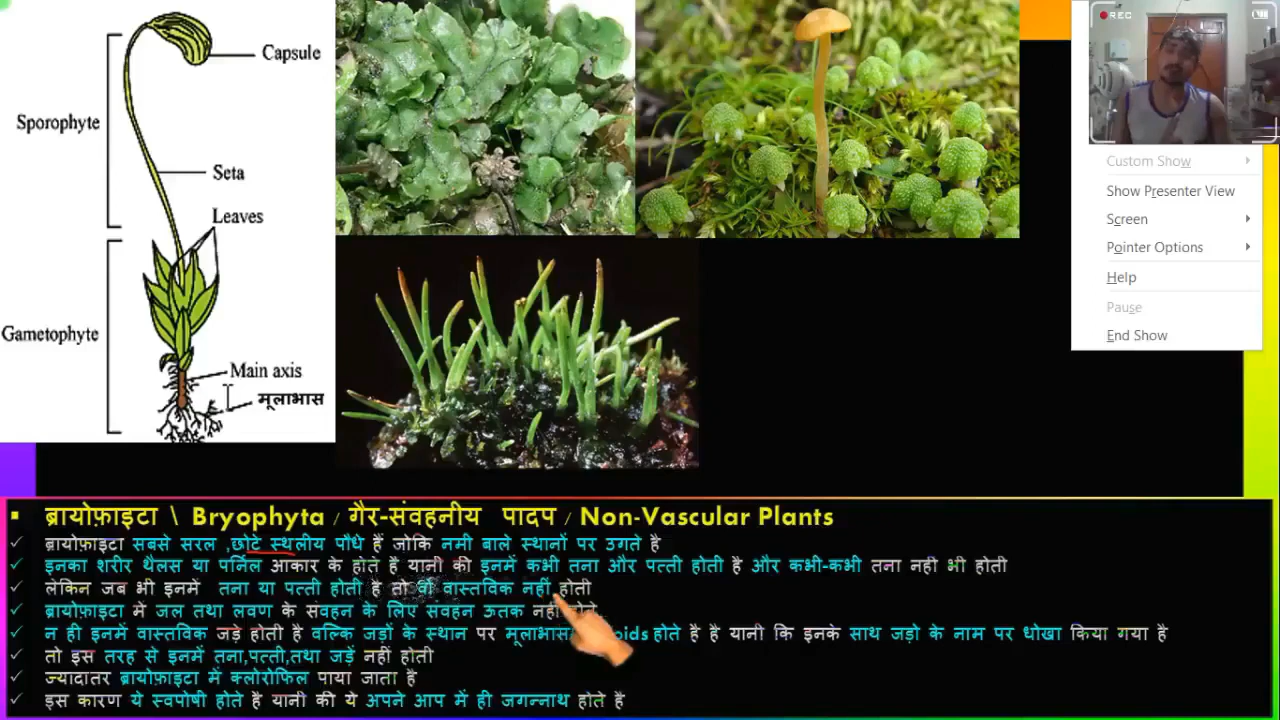 Capsule
Sporophyte
Seta
Leaves
Gametophyte
Main axis
मूलाभास
REC
Custom Show
Show Presenter View
Screen
Pointer Options
Help
Pause
End Show
ब्रायोफ़ाइटा \ Bryophyta / गैर-संवहनीय पादप / Non-Vascular Plants
ब्रायोफ़ाइटा सबसे सरल ,छोटे स्थलीय पौधे हैं जोकि नमी बाले स्थानों पर उगते है
इनका शरीर थैलस या पर्निल आकार के होते है यानी की इनमें कभी तना और पत्ती होती है और कभी-कभी तना नही भी होती
लेकिन जब भी इनमें तना या पत्ती होती है तो वो वास्तविक नहीं होती
ब्रायोफ़ाइटा में जल तथा लवण के संवहन के लिए संवहन ऊतक नहीं होते
न ही इनमें वास्तविक जड़े होती है वल्कि जड़ों के स्थान पर मूलाभास होते है है यानी कि इनके साथ जड़ो के नाम पर धोखा किया गया है
तो इस तरह से इनमें तना,पत्ती,तथा जड़ें नहीं होती
ज्यादातर ब्रायोफ़ाइटा में क्लोरोफिल पाया जाता है
इस कारण ये स्वपोषी होते है यानी की ये अपने आप में ही जगन्नाथ होते है